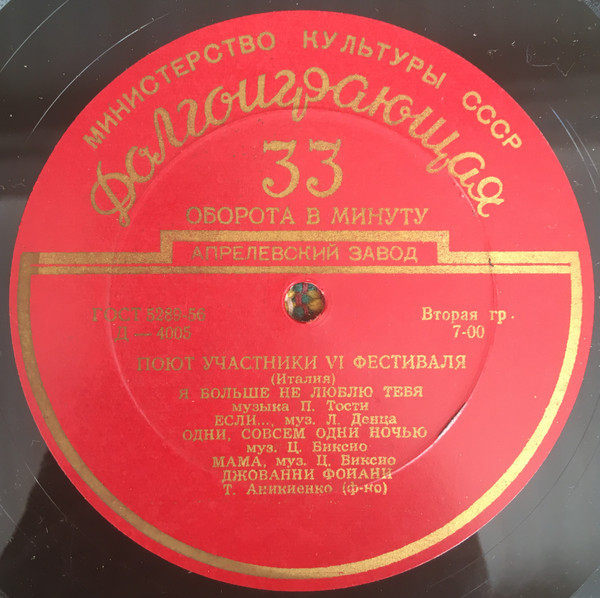 МИНИСТЕРСТВО КУЛЬТУРЫ СССР
Долгоиграющая
33
ОБОРОТА В МИНУТУ
АПРЕЛЕВСКИЙ ЗАВОД
ГОСТ 5289-56
Д — 4005
Вторая гр.
7-00
ПОЮТ УЧАСТНИКИ VI ФЕСТИВАЛЯ
(Италия)
Я БОЛЬШЕ НЕ ЛЮБЛЮ ТЕБЯ
музыка П. Тости
ЕСЛИ..., муз. Л. Денца
ОДНИ, СОВСЕМ ОДНИ НОЧЬЮ
муз. Ц. Биксио
МАМА, муз. Ц. Биксио
ДЖОВАННИ ФОЙАНИ
Т. Аникиенко (ф-но)